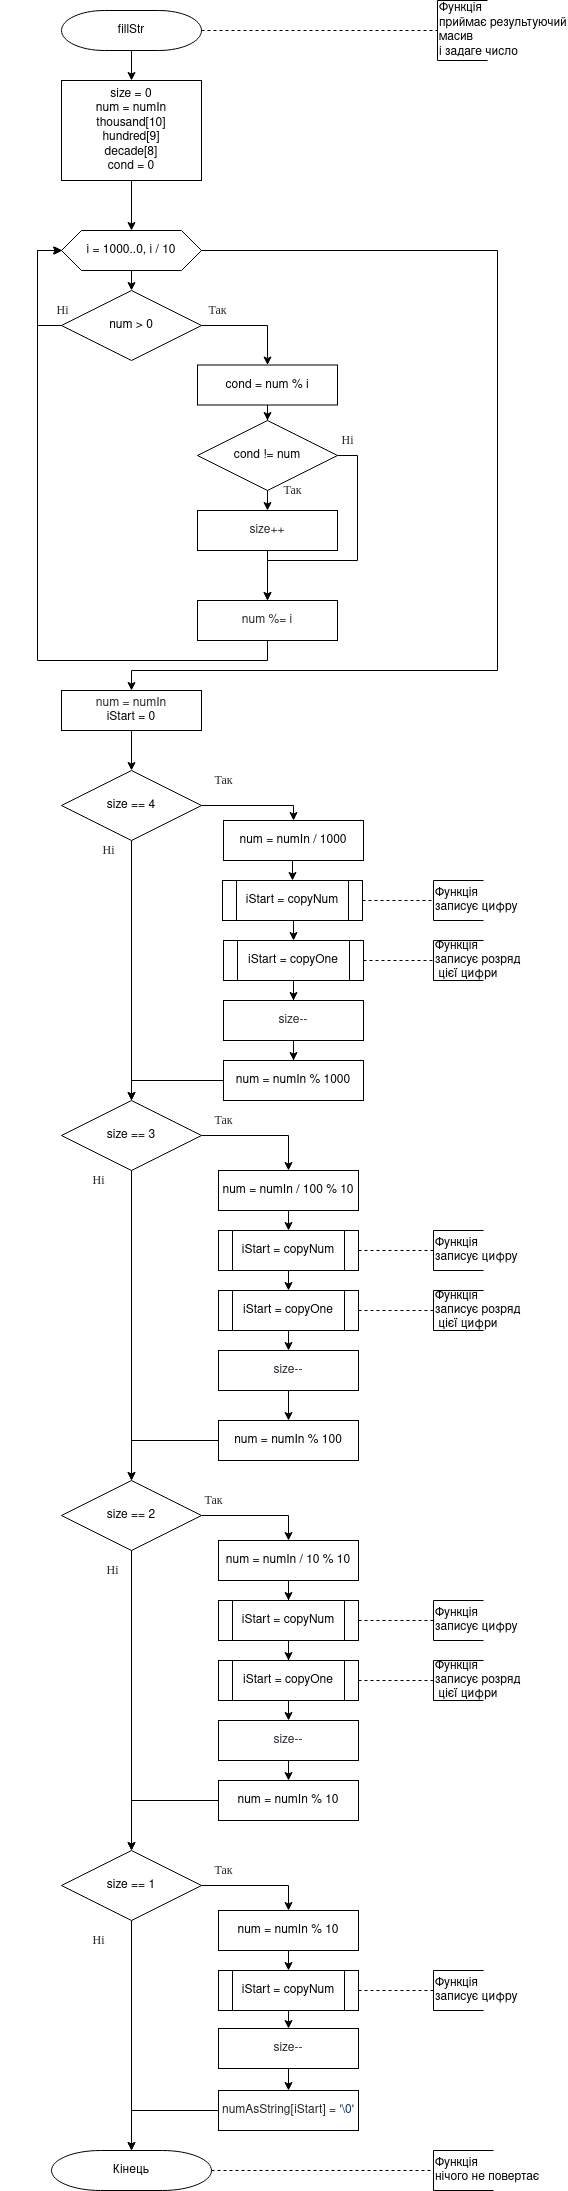 fillStr
Функція
приймає результуючий
масив
і задаге число
size = 0
num = numIn
thousand[10]
hundred[9]
decade[8]
cond = 0
i = 1000..0, i / 10
Ні
num > 0
Так
cond = num % i
cond != num
Ні
Так
size++
num %= i
num = numIn
iStart = 0
size == 4
Так
Ні
num = numIn / 1000
iStart = copyNum
Функція
записує цифру
iStart = copyOne
Функція
записує розряд
цієї цифри
size--
num = numIn % 1000
size == 3
Так
Ні
num = numIn / 100 % 10
iStart = copyNum
Функція
записує цифру
iStart = copyOne
Функція
записує розряд
цієї цифри
size--
num = numIn % 100
size == 2
Так
Ні
num = numIn / 10 % 10
iStart = copyNum
Функція
записує цифру
iStart = copyOne
Функція
записує розряд
цієї цифри
size--
num = numIn % 10
size == 1
Так
Ні
num = numIn % 10
iStart = copyNum
Функція
записує цифру
size--
numAsString[iStart] = '\0'
Кінець
Функція
нічого не повертає